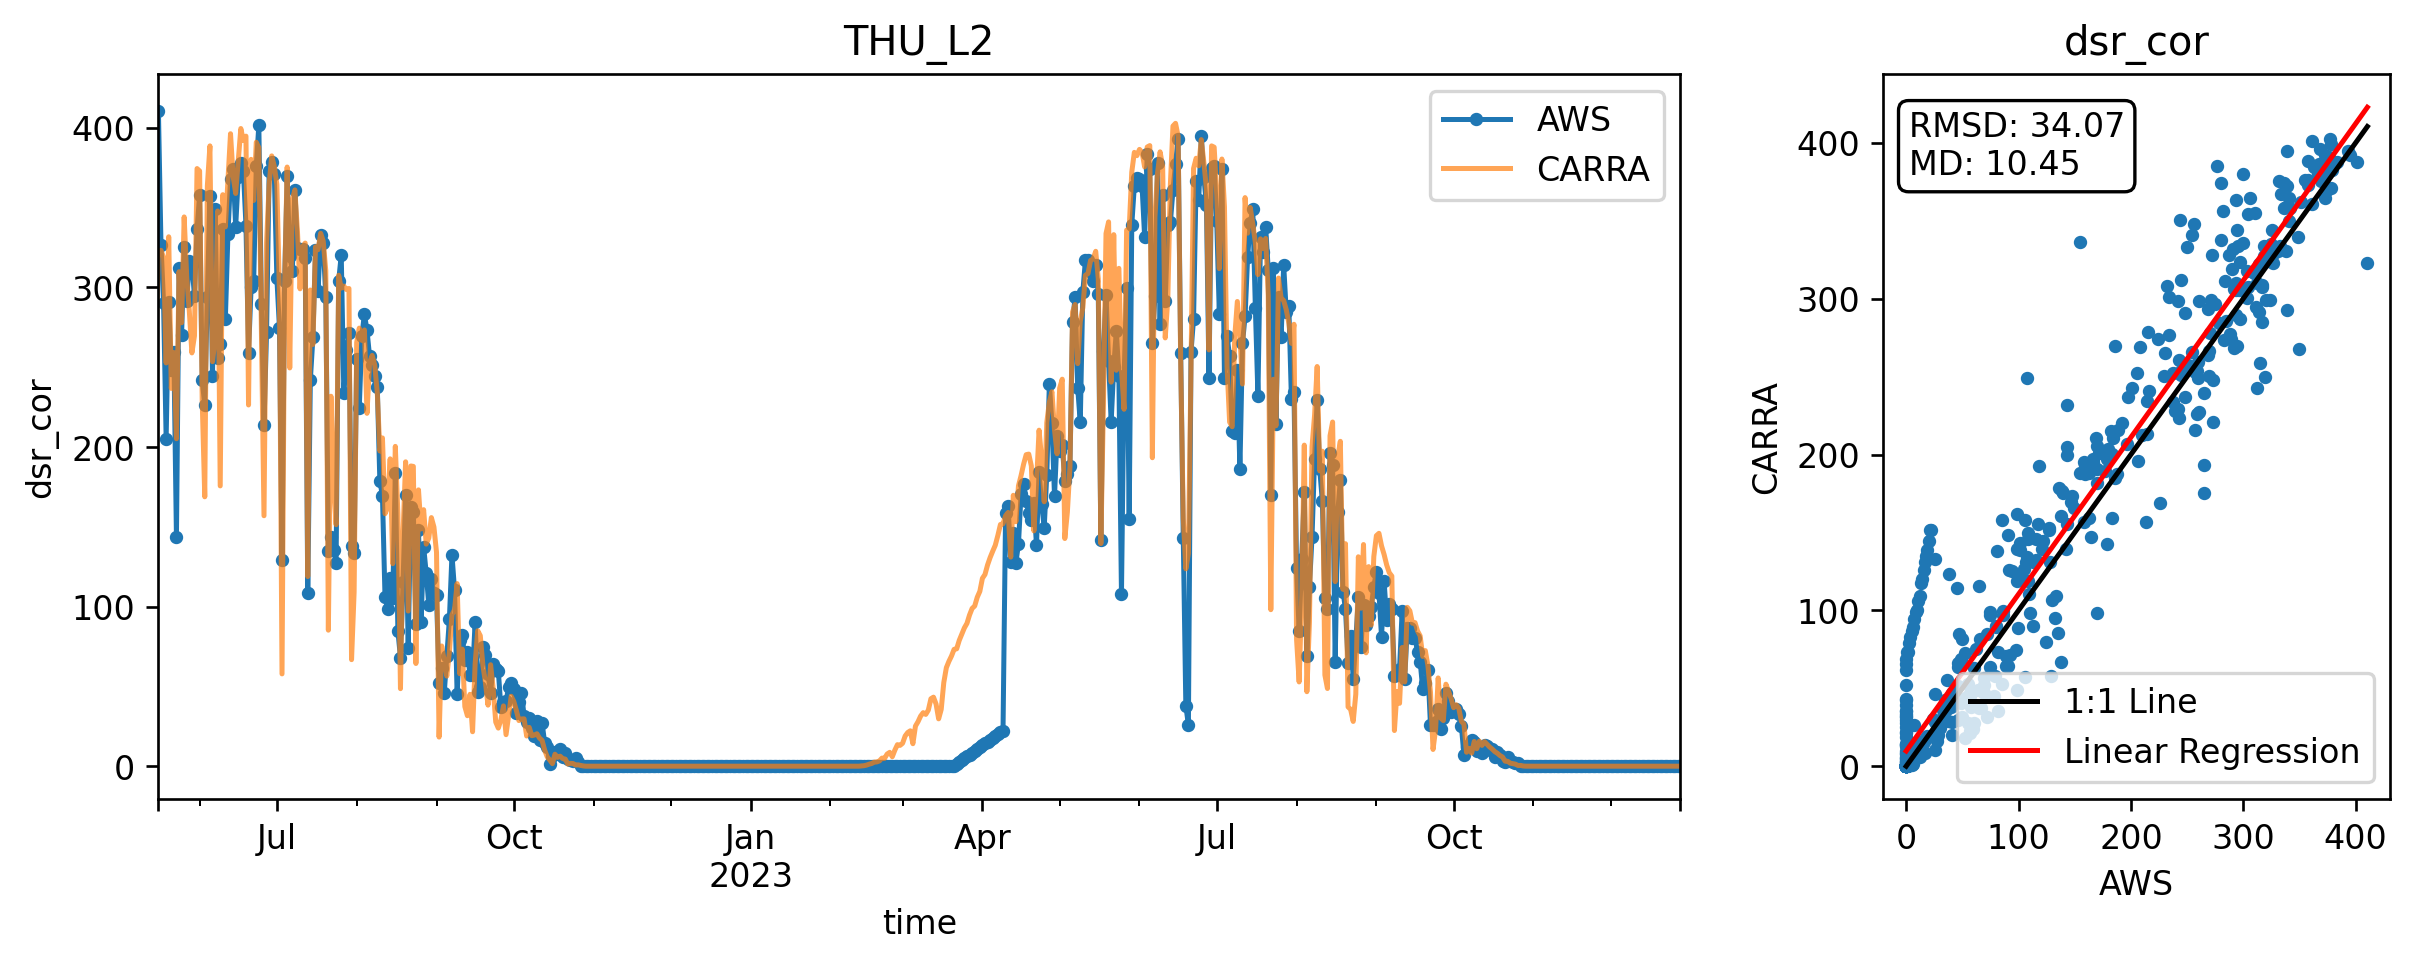 THU_L2
dsr_cor
400
300
200
100
0
AWS
CARRA
Jul
Oct
Jan
2023
Apr
Jul
Oct
time
dsr_cor
RMSD: 34.07
MD: 10.45
CARRA
400
300
200
100
0
1:1 Line
Linear Regression
0
100
200
300
400
AWS